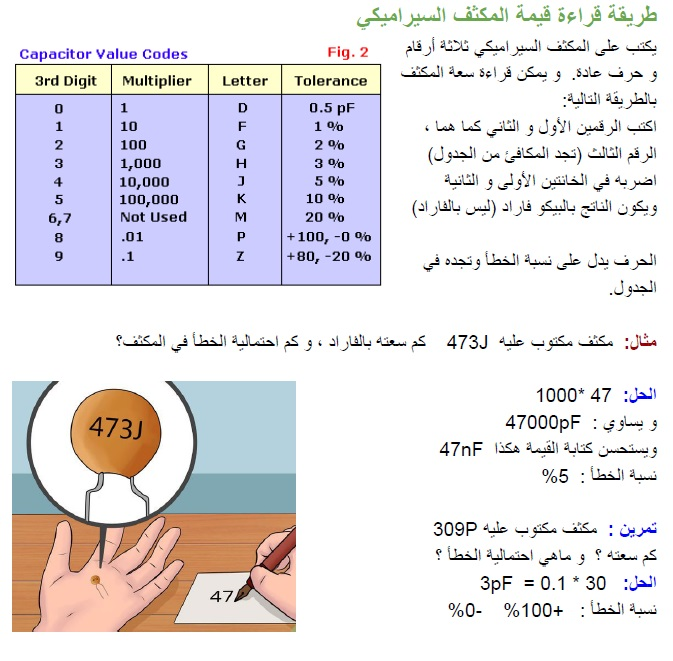 طريقة قراءة قيمة المكثف السيراميكي
يكتب على المكثف السيراميكي ثلاثة أرقام
و حرف عادة. و يمكن قراءة سعة المكثف
بالطريقة التالية:
اكتب الرقمين الأول و الثاني كما هما ،
الرقم الثالث (تجد المكافئ من الجدول)
اضربه في الخانتين الأولى و الثانية
ويكون الناتج بالبيكو فاراد (ليس بالفاراد)
الحرف يدل على نسبة الخطأ وتجده في
الجدول.
Capacitor Value Codes Fig. 2
3rd Digit Multiplier Letter Tolerance
0 1 D 0.5 pF
1 10 F 1 %
2 100 G 2 %
3 1,000 H 3 %
4 10,000 J 5 %
5 100,000 K 10 %
6,7 Not Used M 20 %
8 .01 P +100, -0 %
9 .1 Z +80, -20 %
مثال: مكثف مكتوب عليه 473J كم سعته بالفاراد ، و كم احتمالية الخطأ في المكثف؟
الحل: 47 *1000
و يساوي : 47000pF
ويستحسن كتابة القيمة هكذا 47nF
نسبة الخطأ : 5%
تمرين : مكثف مكتوب عليه 309P
كم سعته ؟ و ماهي احتمالية الخطأ ؟
الحل: 30 * 0.1 = 3pF
نسبة الخطأ : +100% -0%
473J
47